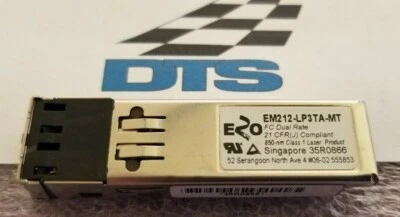 DTS
E2O
EM212-LP3TA-MT
FC Dual Rate
21 CFR(J) Compliant
850-nm Class 1 Laser Product
Singapore 35R0866
52 Serangoon North Ave 4 #06-02 555853